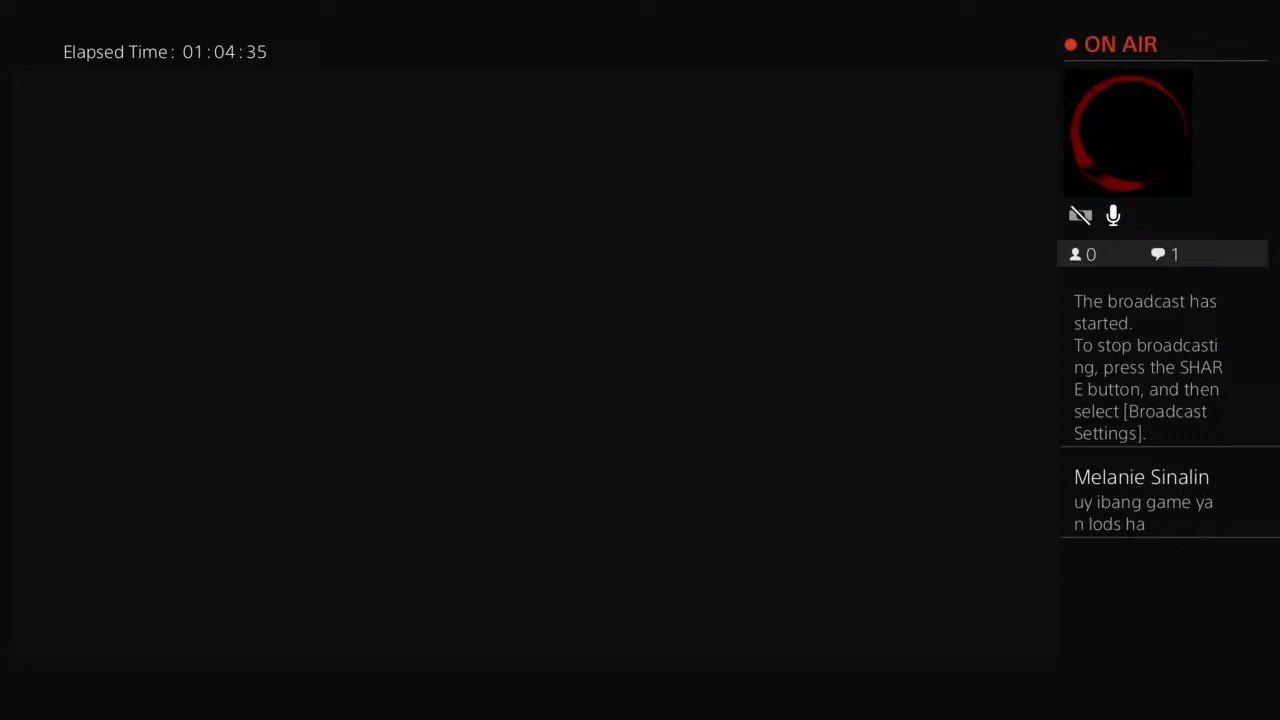 Elapsed Time: 01:04:35
ON AIR
0 1
The broadcast has
started.
To stop broadcasti
ng, press the SHAR
E button, and then
select [Broadcast
Settings].
Melanie Sinalin
uy ibang game ya
n lods ha